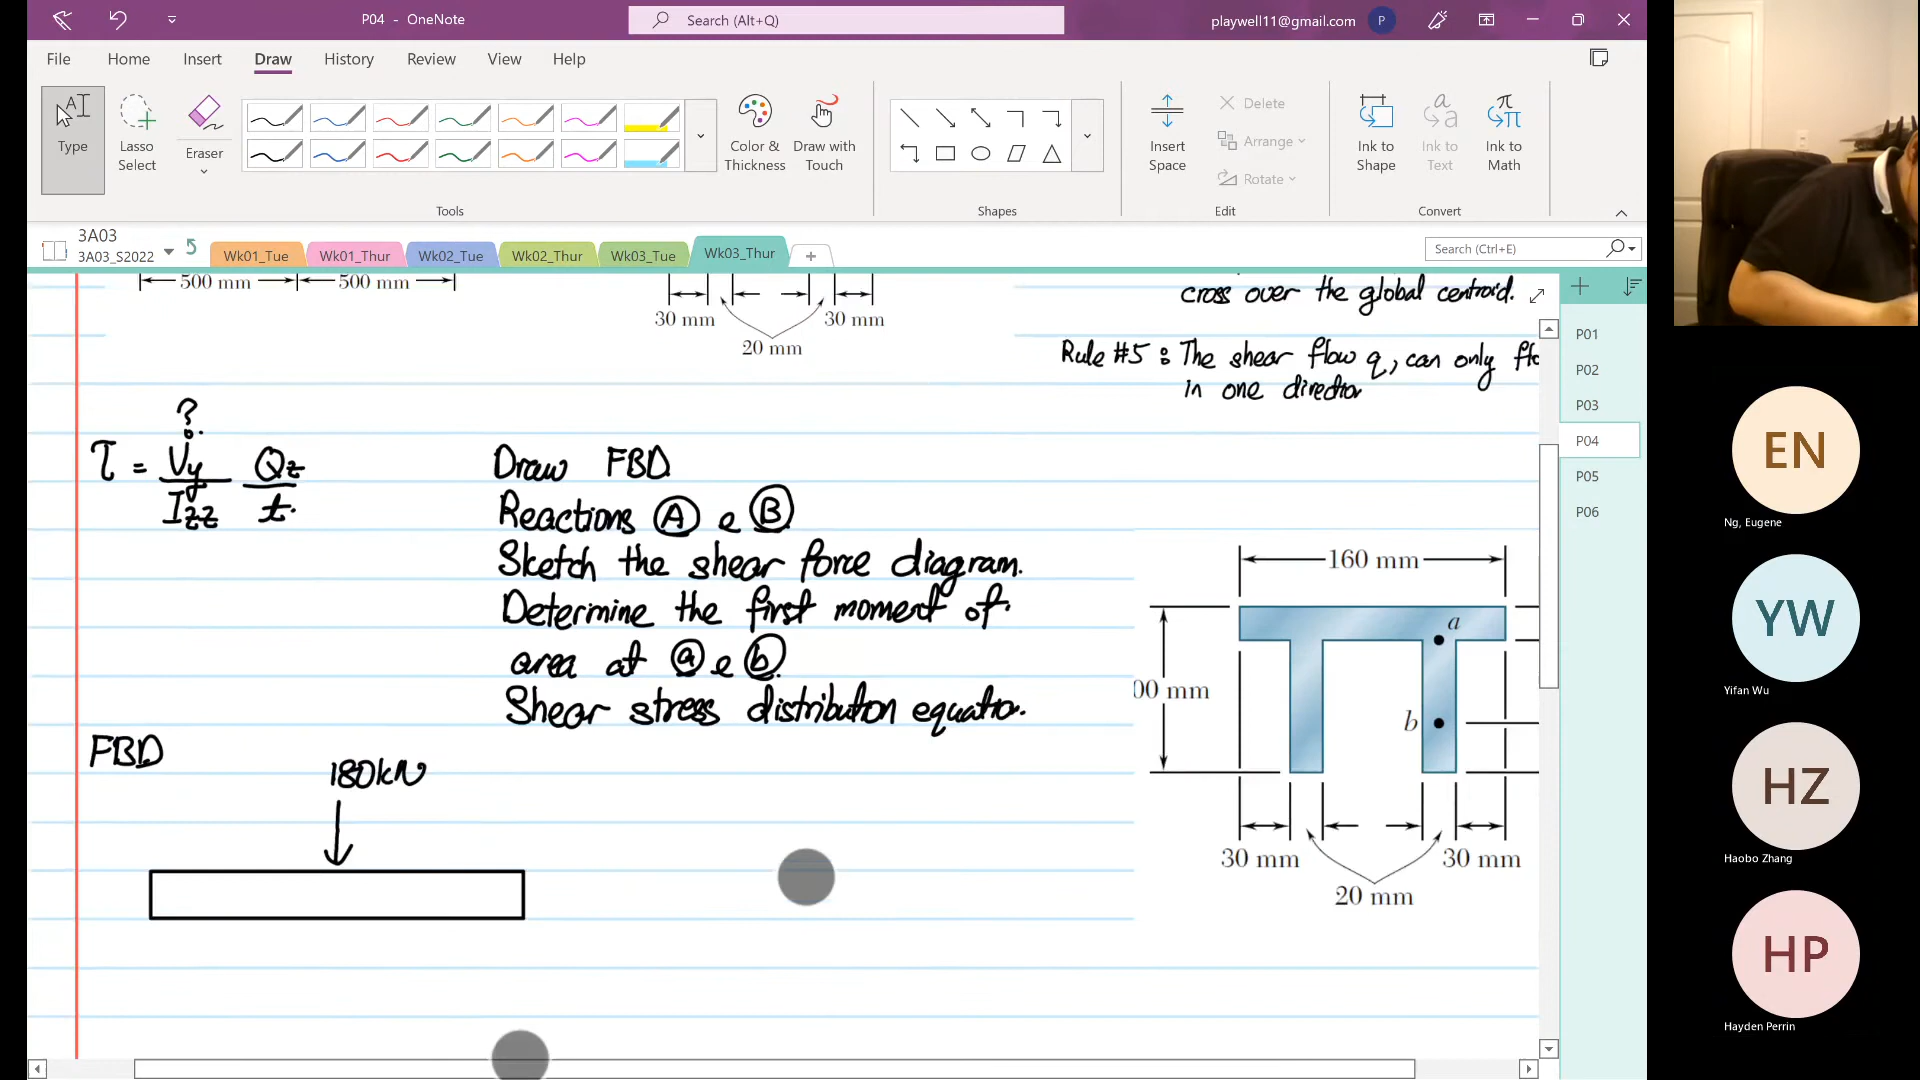 P04 - OneNote
Search (Alt+Q)
playwell11@gmail.com
P
File Home Insert Draw History Review View Help
Type
Lasso Select
Eraser
Color & Thickness
Draw with Touch
Insert Space
Delete
Arrange
Rotate
Ink to Shape
Ink to Text
Ink to Math
Tools
Shapes
Edit
Convert
3A03
3A03_S2022
Wk01_Tue
Wk01_Thur
Wk02_Tue
Wk02_Thur
Wk03_Tue
Wk03_Thur
Search (Ctrl+E)
500 mm 500 mm
30 mm 30 mm
20 mm
cross over the global centroid.
Rule #5 : The shear flow q, can only flo
in one direction
?
τ = Vy/Izz Qz/t
Draw FBD
Reactions A e B
Sketch the shear force diagram.
Determine the first moment of
area at a e b
Shear stress distribution equation.
FBD
180kN
160 mm
a
00 mm
b
30 mm 30 mm
20 mm
P01
P02
P03
P04
P05
P06
EN
Ng, Eugene
YW
Yifan Wu
HZ
Haobo Zhang
HP
Hayden Perrin